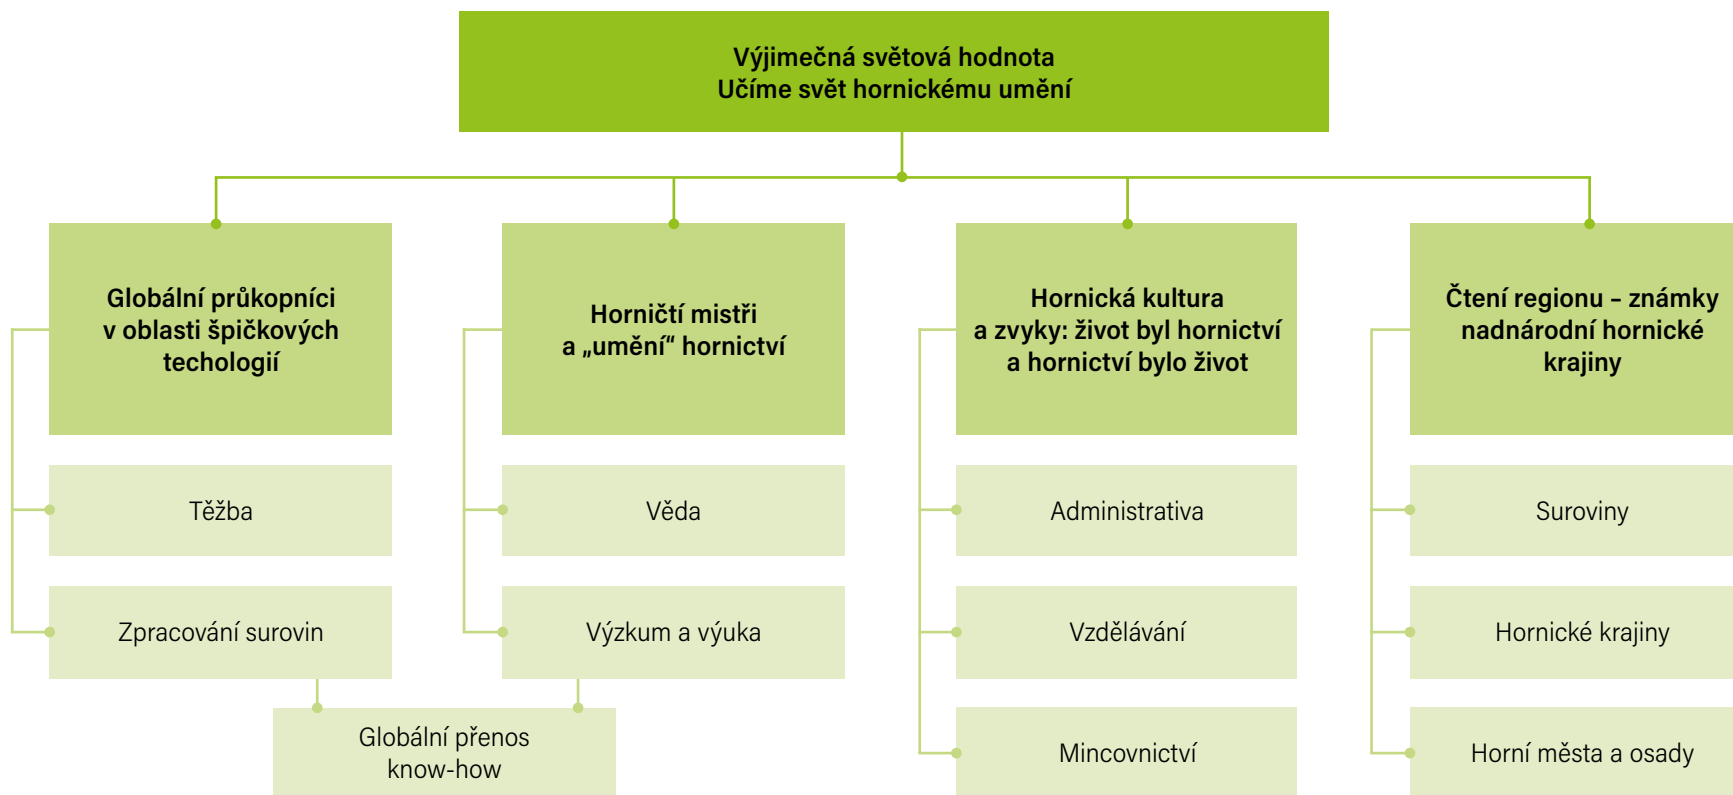 Výjimečná světová hodnota
Učíme svět hornickému umění
Globální průkopníci
v oblasti špičkových
techologií
Těžba
Zpracování surovin
Horničtí mistři
a „umění“ hornictví
Věda
Výzkum a výuka
Globální přenos
know-how
Hornická kultura
a zvyky: život byl hornictví
a hornictví bylo život
Administrativa
Vzdělávání
Mincovnictví
Čtení regionu – známky
nadnárodní hornické
krajiny
Suroviny
Hornické krajiny
Horní města a osady